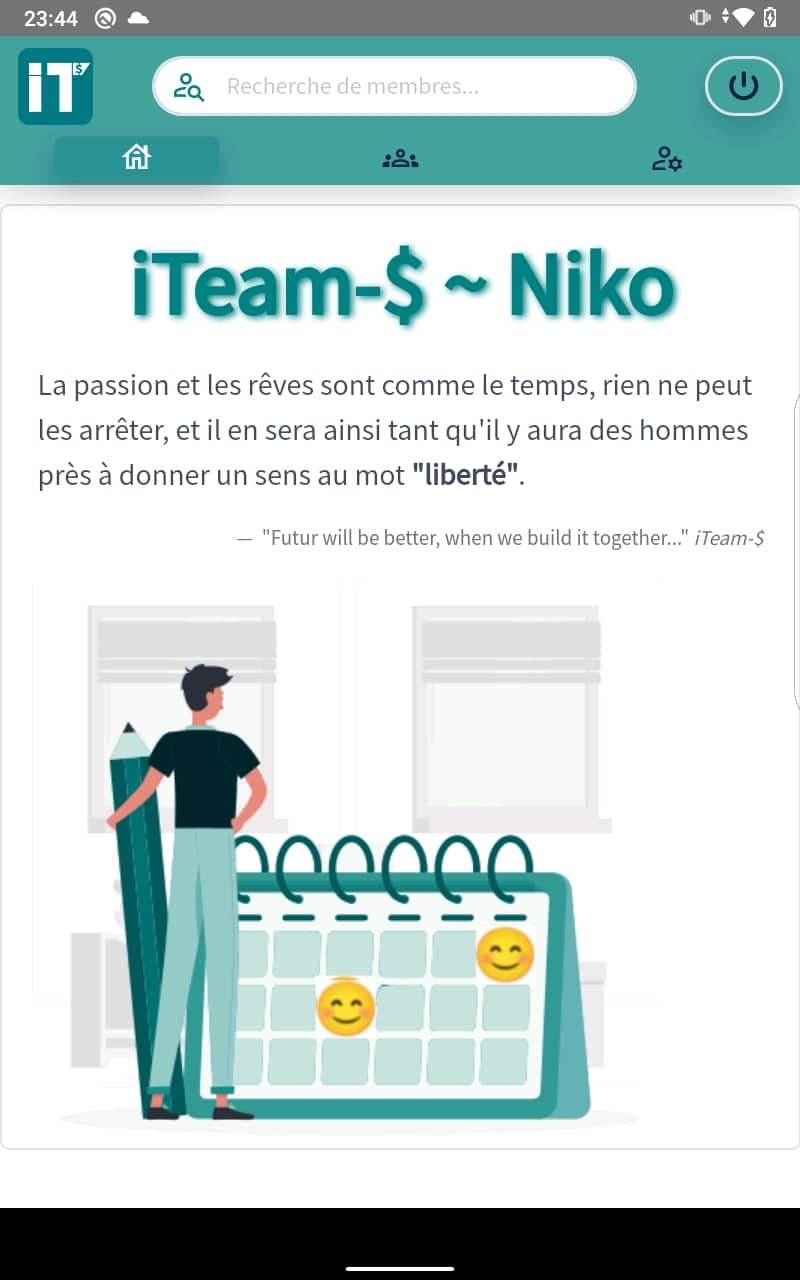 23:44
iT$
Recherche de membres...
iTeam-$ ~ Niko
La passion et les rêves sont comme le temps, rien ne peut
les arrêter, et il en sera ainsi tant qu'il y aura des hommes
près à donner un sens au mot "liberté".
— "Futur will be better, when we build it together..." iTeam-$